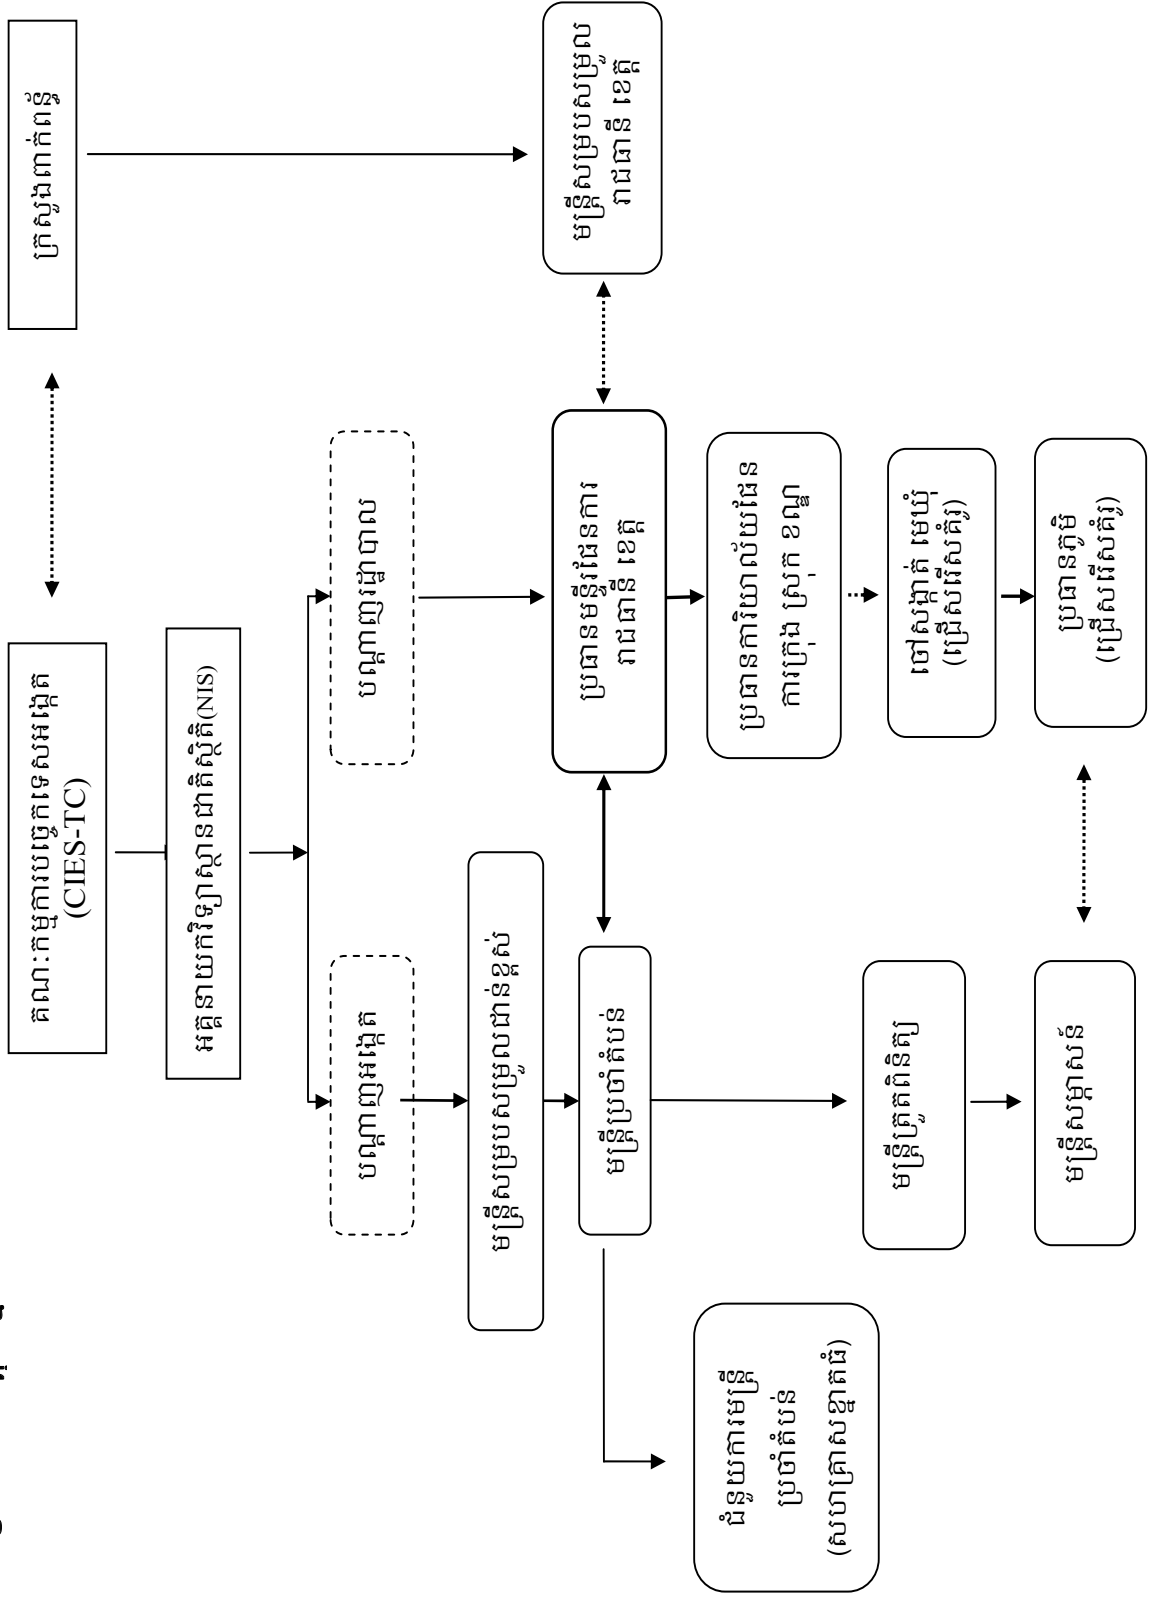 គណៈកម្មការបច្ចេកទេសអង្កេត
(CIES-TC)
ក្រសួងពាក់ពន្ធ័
អគ្គនាយកវិទ្យាស្ថានជាតិស្ថិតិ(NIS)
បណ្តាញអង្កេត
បណ្តាញរដ្ឋបាល
មន្រ្តីសម្របសម្រួលជាន់ខ្ពស់
មន្រ្តីប្រចាំតំបន់
ប្រធានមន្ទីរផែនការ
រាជធានី ខេត្ត
មន្រ្តីសម្របសម្រួល
រាជធានី ខេត្ត
ជំនួយការមន្រ្តី
ប្រចាំតំបន់
(សហគ្រាសខ្នាតធំ)
ប្រធានការិយាល័យផែន
ការក្រុង ស្រុក ខណ្ឌ
មន្រ្តីត្រួតពិនិត្យ
ចៅសង្កាត់ មេឃុំ
(ឬស្រ្តីសរសគំរូ)
មន្រ្តីសម្ភាសន៍
ប្រធានភូមិ